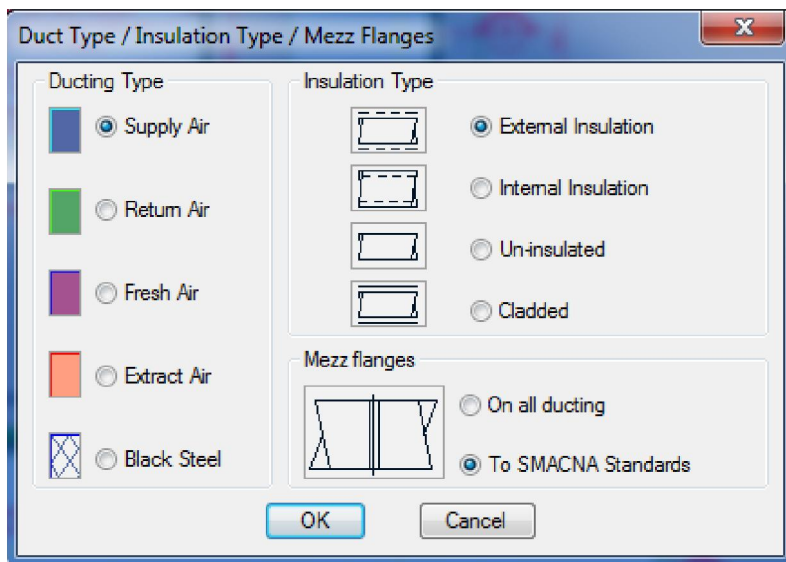 Duct Type / Insulation Type / Mezz Flanges
Ducting Type
Supply Air
Return Air
Fresh Air
Extract Air
Black Steel
Insulation Type
External Insulation
Internal Insulation
Un-insulated
Cladded
Mezz flanges
On all ducting
To SMACNA Standards
OK
Cancel